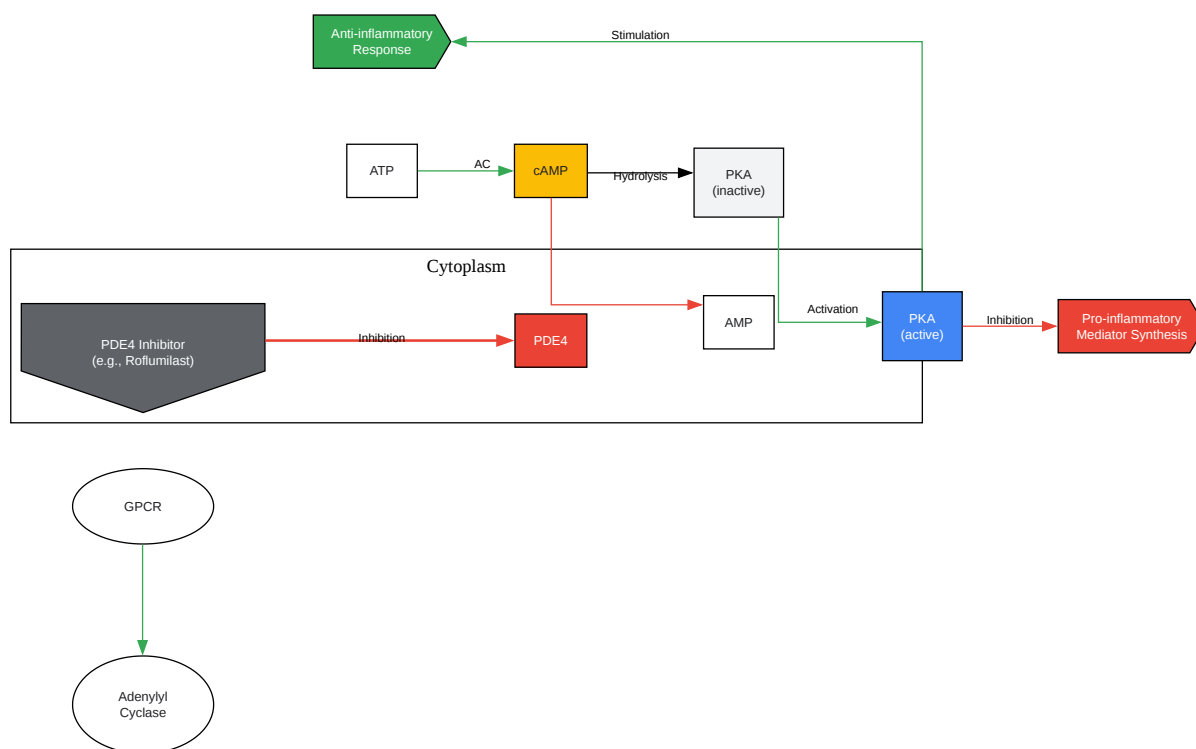 Anti-inflammatory
Response
Stimulation
ATP
AC
cAMP
Hydrolysis
PKA
(inactive)
Cytoplasm
PDE4 Inhibitor
(e.g., Roflumilast)
Inhibition
PDE4
AMP
Activation
PKA
(active)
Inhibition
Pro-inflammatory
Mediator Synthesis
GPCR
Adenylyl
Cyclase